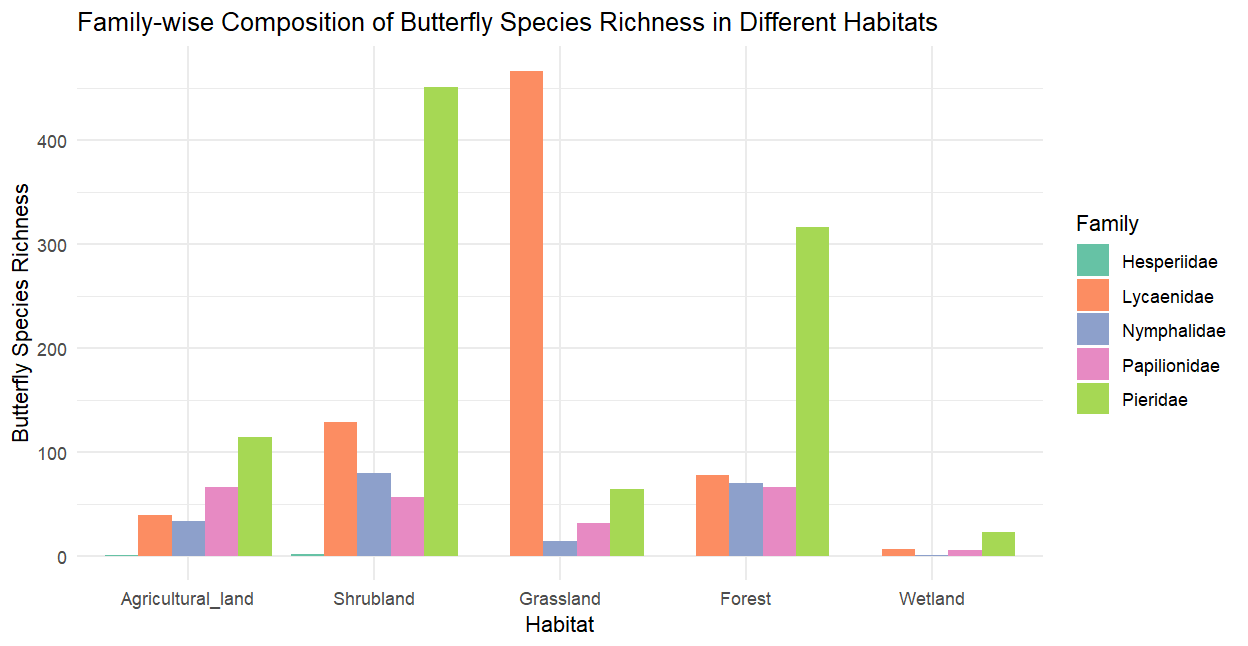 Family-wise Composition of Butterfly Species Richness in Different Habitats
Butterfly Species Richness
400
300
200
100
0
Agricultural_land
Shrubland
Grassland
Forest
Wetland
Habitat
Family
Hesperiidae
Lycaenidae
Nymphalidae
Papilionidae
Pieridae